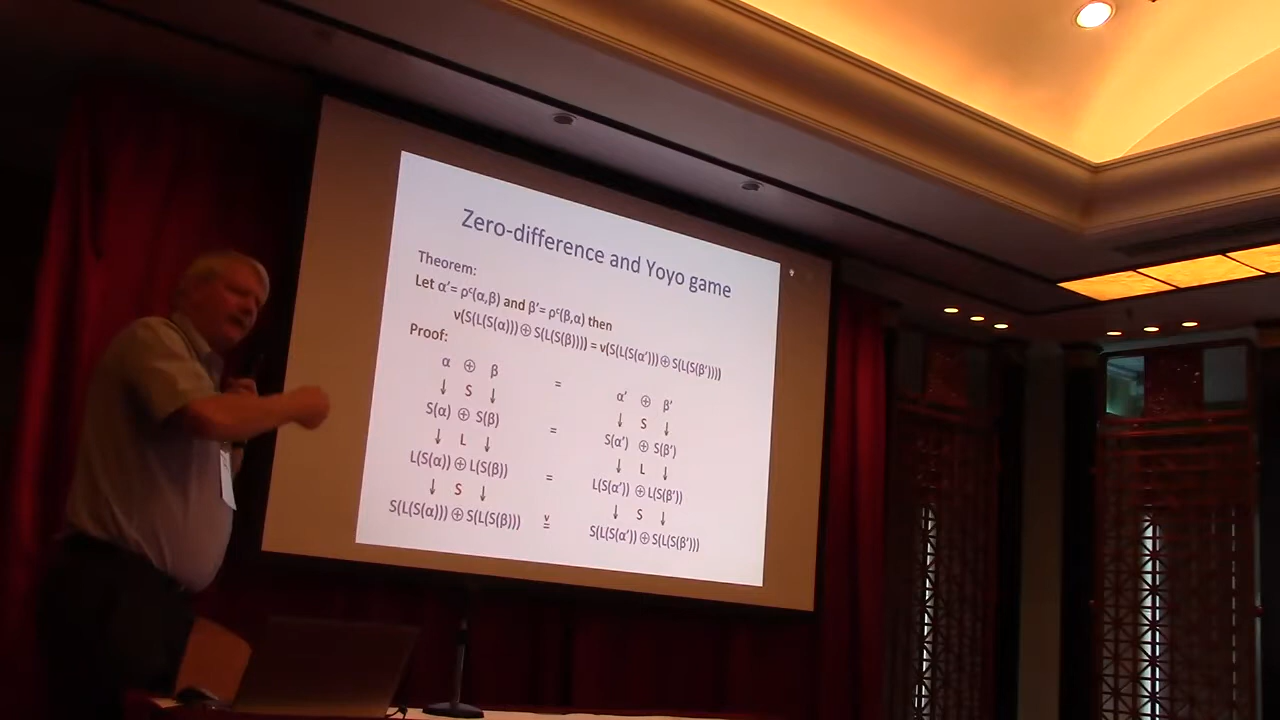 Zero-difference and Yoyo game
Theorem:
Let α’= ρᶜ(α,β) and β’= ρᶜ(β,α) then
ν(S(L(S(α))) ⊕ S(L(S(β)))) = ν(S(L(S(α’))) ⊕ S(L(S(β’))))
Proof:
α ⊕ β = α’ ⊕ β’
↓ S ↓ ↓ S ↓
S(α) ⊕ S(β) = S(α’) ⊕ S(β’)
↓ L ↓ ↓ L ↓
L(S(α)) ⊕ L(S(β)) = L(S(α’)) ⊕ L(S(β’))
↓ S ↓ ↓ S ↓
S(L(S(α))) ⊕ S(L(S(β))) ν= S(L(S(α’)) ⊕ S(L(S(β’)))